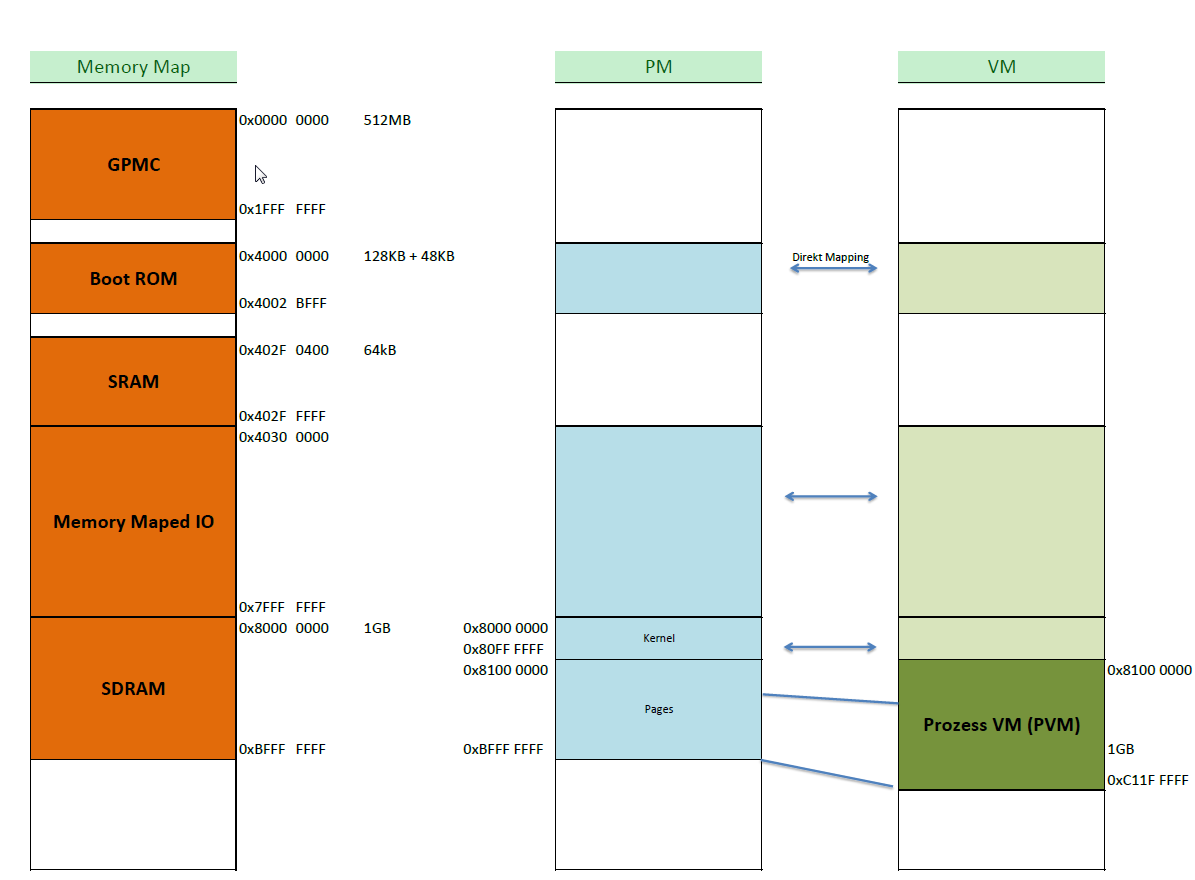 Memory Map PM VM
0x0000 0000 512MB
GPMC
0x1FFF FFFF
0x4000 0000 128KB + 48KB Direkt Mapping
Boot ROM
0x4002 BFFF
0x402F 0400 64kB
SRAM
0x402F FFFF
0x4030 0000
Memory Maped IO
0x7FFF FFFF
0x8000 0000 1GB 0x8000 0000
Kernel
0x80FF FFFF
0x8100 0000 0x8100 0000
SDRAM
Pages
Prozess VM (PVM)
0xBFFF FFFF 0xBFFF FFFF 1GB
0xC11F FFFF